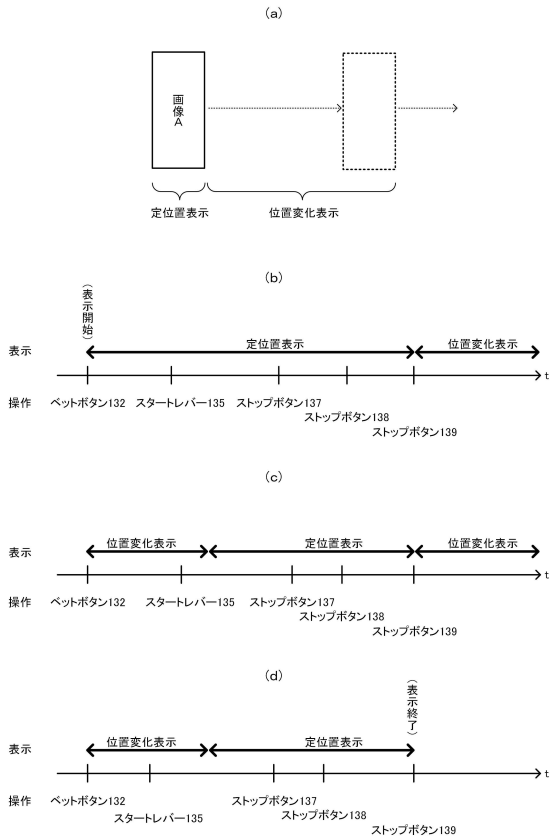 (a)
画像A
定位置表示
位置変化表示
(b)
(表示開始)
表示
定位置表示
位置変化表示
t
操作
ベットボタン132
スタートレバー135
ストップボタン137
ストップボタン138
ストップボタン139
(c)
表示
位置変化表示
定位置表示
位置変化表示
t
操作
ベットボタン132
スタートレバー135
ストップボタン137
ストップボタン138
ストップボタン139
(d)
(表示終了)
表示
位置変化表示
定位置表示
t
操作
ベットボタン132
スタートレバー135
ストップボタン137
ストップボタン138
ストップボタン139